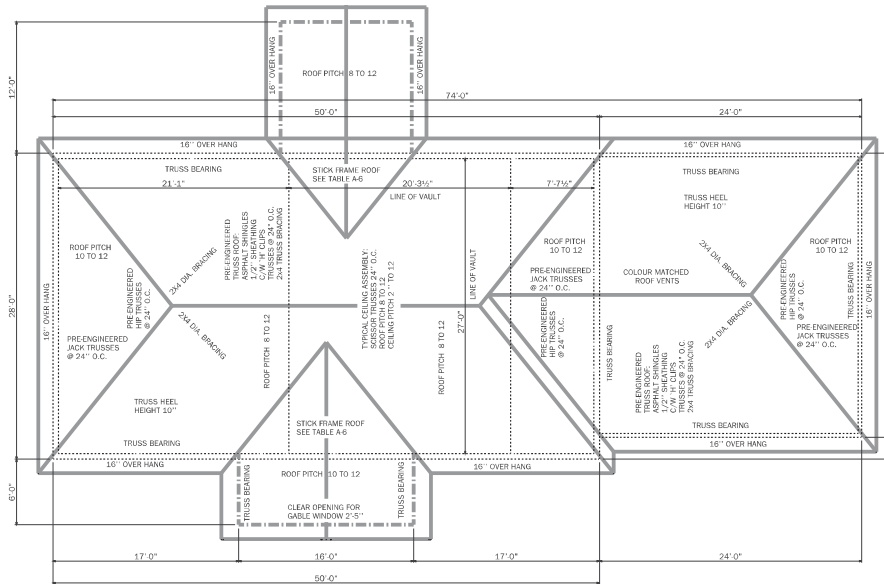 12'-0"
16" OVER HANG
ROOF PITCH 8 TO 12
16" OVER HANG
74'-0"
50'-0"
24'-0"
16" OVER HANG
16" OVER HANG
TRUSS BEARING
STICK FRAME ROOF
SEE TABLE A-6
TRUSS BEARING
21'-1"
20'-3½"
7'-7½"
LINE OF VAULT
TRUSS HEEL
HEIGHT 10"
ROOF PITCH
10 TO 12
2X4 DIA. BRACING
PRE-ENGINEERED
TRUSS ROOF:
ASPHALT SHINGLES
1/2" SHEATHING
C/W 'H' CLIPS
TRUSSES @ 24" O.C.
2x4 TRUSS BRACING
TYPICAL CEILING ASSEMBLY:
SCISSOR TRUSSES 24" O.C.
ROOF PITCH 8 TO 12
(CEILING PITCH 2 " TO 12
LINE OF VAULT
ROOF PITCH
10 TO 12
PRE-ENGINEERED
JACK TRUSSES
@ 24" O.C.
COLOUR MATCHED
ROOF VENTS
2X4 DIA. BRACING
ROOF PITCH
10 TO 12
28'-0"
16" OVER HANG
PRE-ENGINEERED
HIP TRUSSES
@ 24" O.C.
PRE-ENGINEERED
JACK TRUSSES
@ 24" O.C.
2X4 DIA. BRACING
ROOF PITCH 8 TO 12
ROOF PITCH 8 TO 12
27'-0"
PRE-ENGINEERED
HIP TRUSSES
@ 24" O.C.
TRUSS BEARING
2X4 DIA. BRACING
PRE-ENGINEERED
HIP TRUSSES
@ 24" O.C.
TRUSS BEARING
16" OVER HANG
PRE-ENGINEERED
JACK TRUSSES
@ 24" O.C.
PRE-ENGINEERED
TRUSS ROOF:
ASPHALT SHINGLES
1/2" SHEATHING
C/W 'H' CLIPS
TRUSSES @ 24" O.C.
2x4 TRUSS BRACING
TRUSS HEEL
HEIGHT 10"
TRUSS BEARING
STICK FRAME ROOF
SEE TABLE A-6
TRUSS BEARING
16" OVER HANG
16" OVER HANG
16" OVER HANG
6'-0"
TRUSS BEARING
ROOF PITCH 10 TO 12
TRUSS BEARING
CLEAR OPENING FOR
GABLE WINDOW 2'-5"
17'-0"
16'-0"
17'-0"
24'-0"
50'-0"